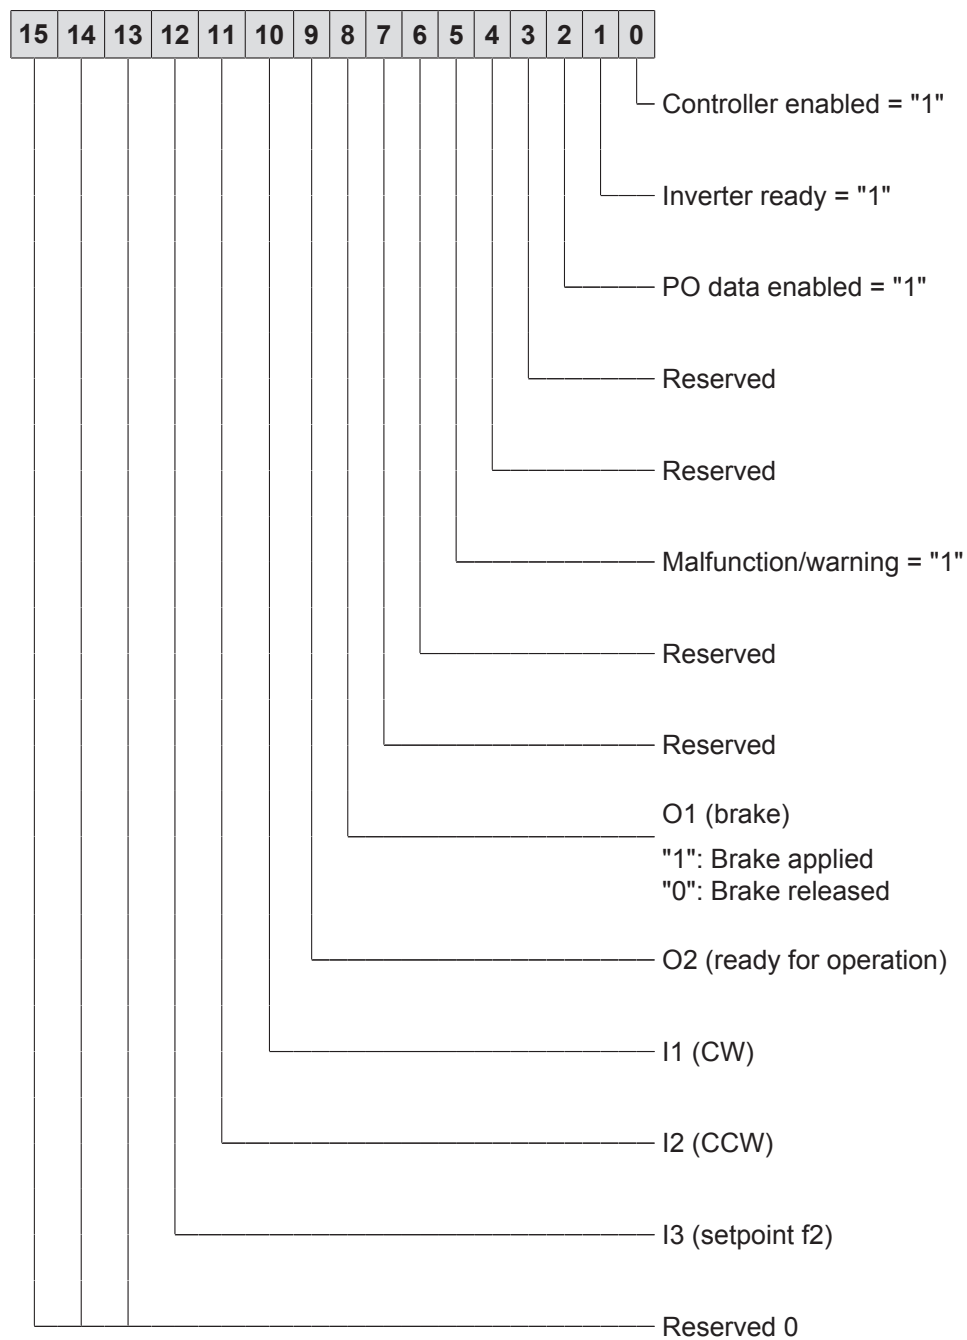 15 14 13 12 11 10 9 8 7 6 5 4 3 2 1 0
Controller enabled = "1"
Inverter ready = "1"
PO data enabled = "1"
Reserved
Reserved
Malfunction/warning = "1"
Reserved
Reserved
O1 (brake)
"1": Brake applied
"0": Brake released
O2 (ready for operation)
I1 (CW)
I2 (CCW)
I3 (setpoint f2)
Reserved 0